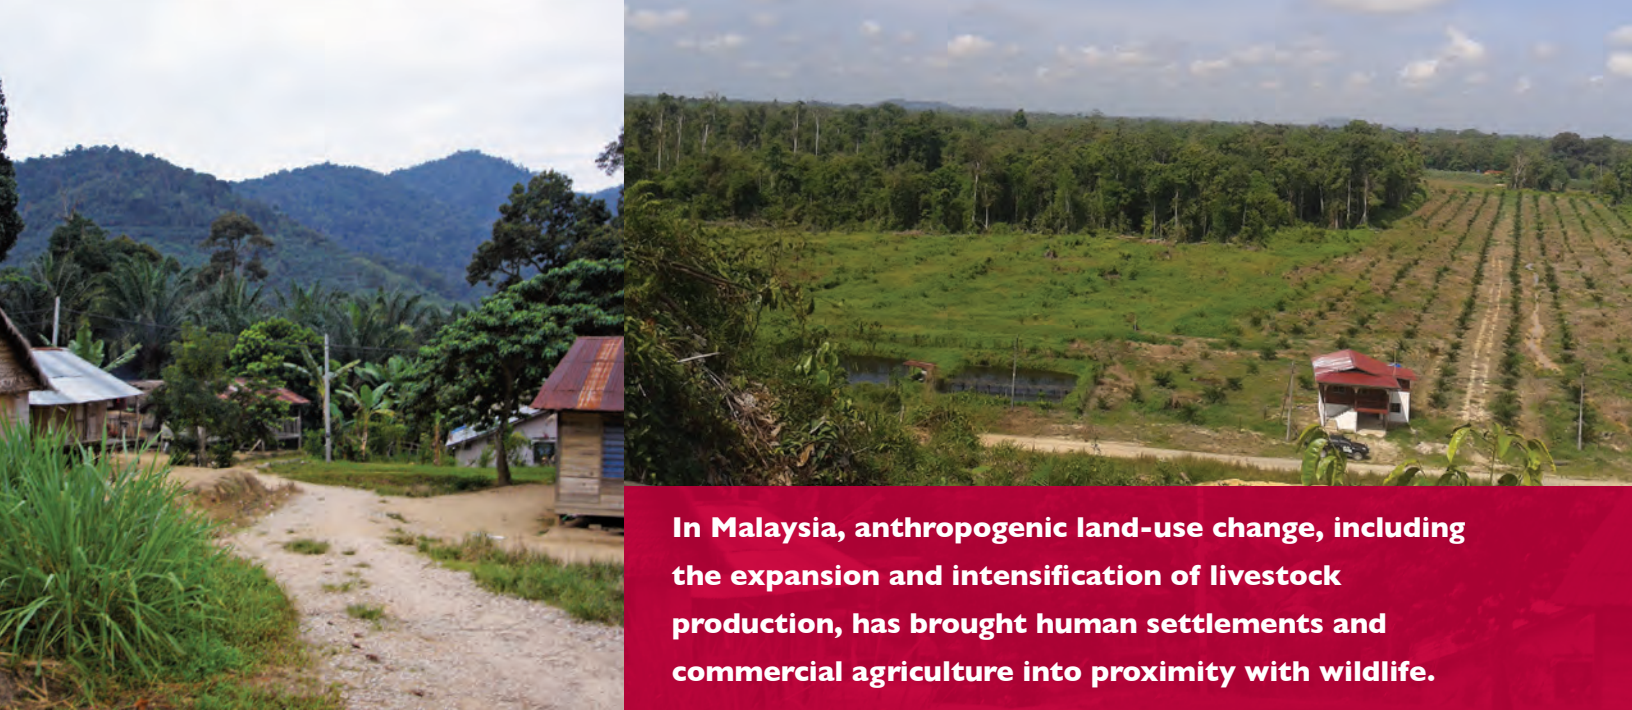 In Malaysia, anthropogenic land-use change, including
the expansion and intensification of livestock
production, has brought human settlements and
commercial agriculture into proximity with wildlife.